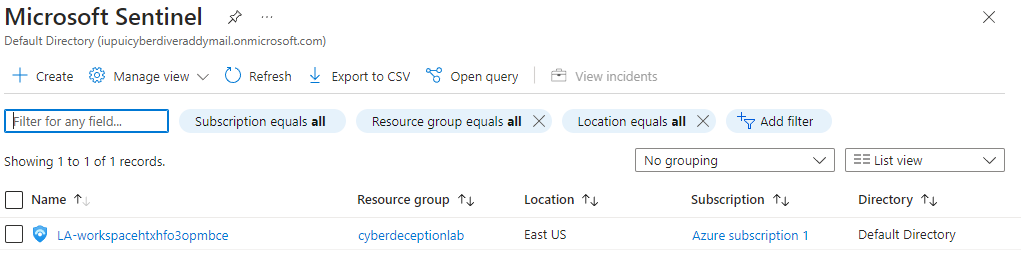 Microsoft Sentinel
Default Directory (iupuicyberdiveraddymail.onmicrosoft.com)
Create Manage view Refresh Export to CSV Open query View incidents
Filter for any field... Subscription equals all Resource group equals all Location equals all Add filter
Showing 1 to 1 of 1 records. No grouping List view
Name Resource group Location Subscription Directory
LA-workspacehtxhfo3opmbce cyberdeceptionlab East US Azure subscription 1 Default Directory